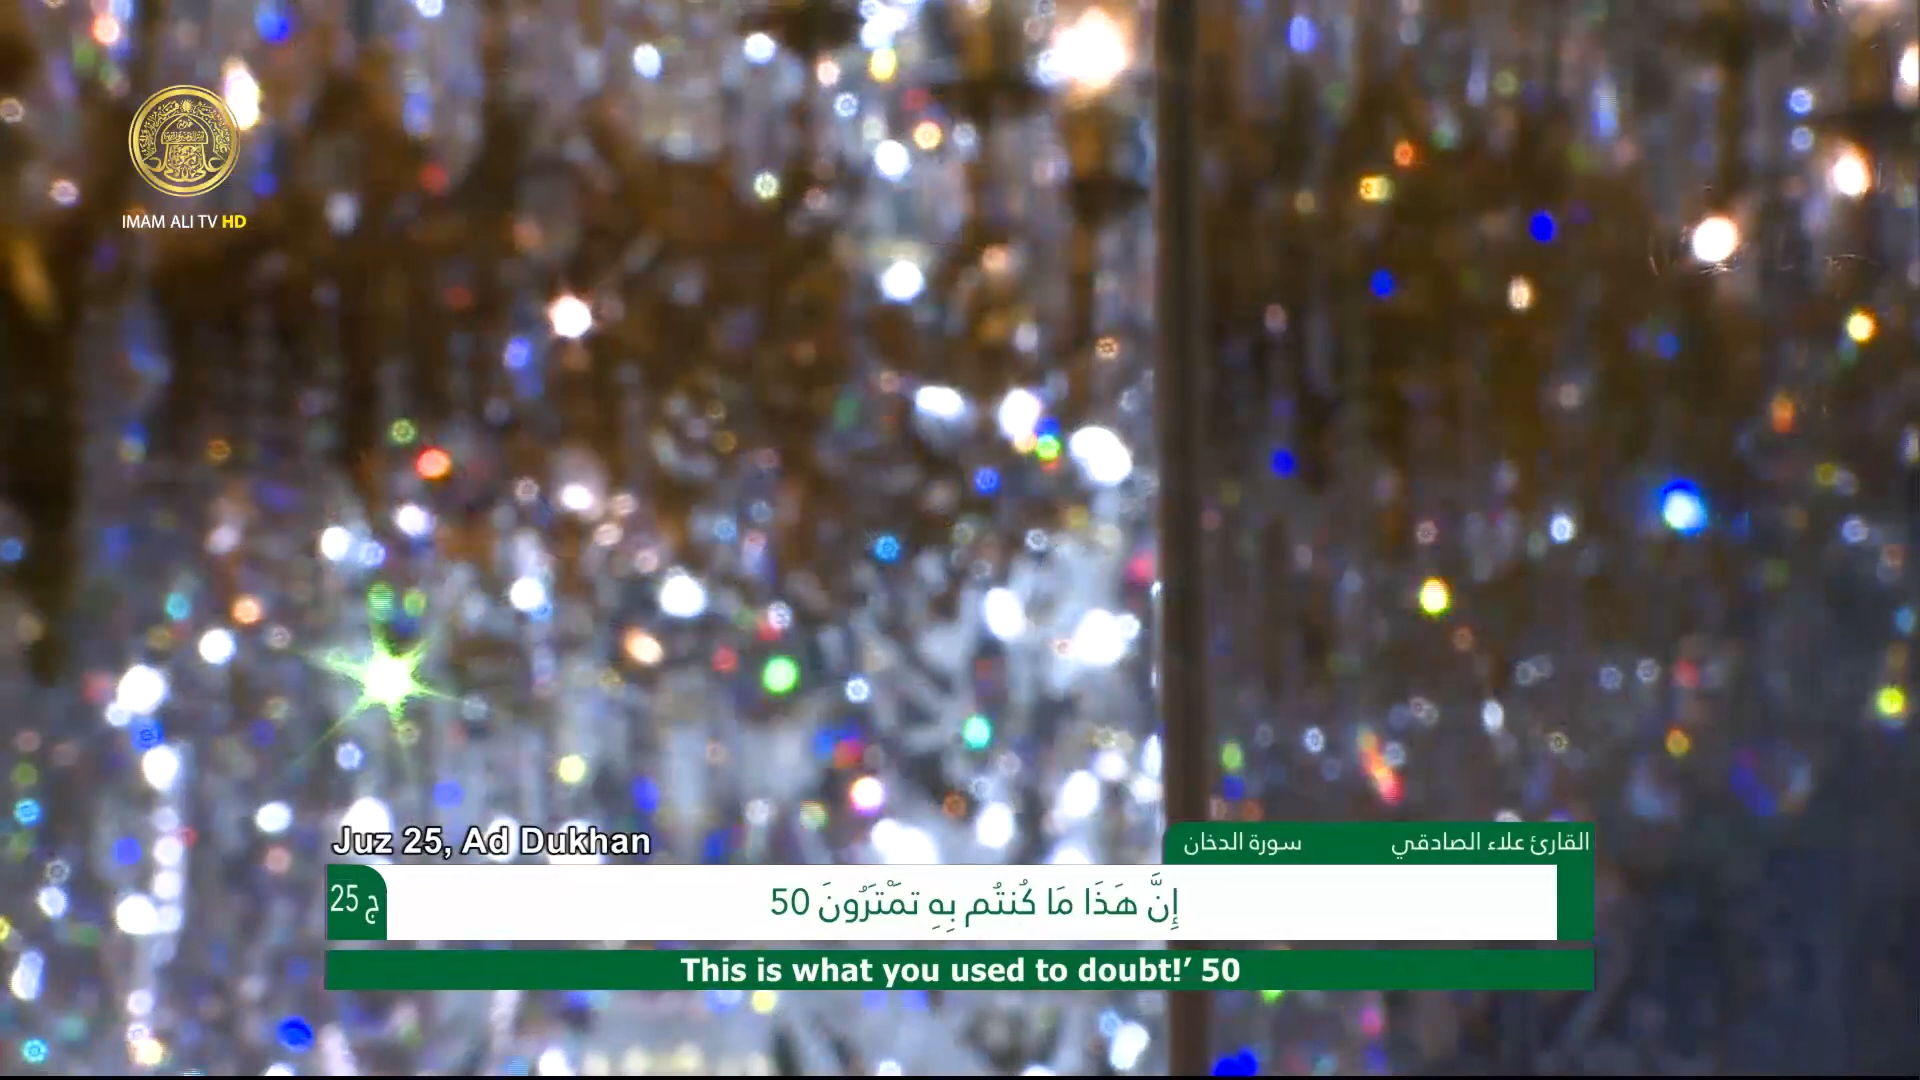 IMAM ALI TV HD
Juz 25, Ad Dukhan
القارئ علاء الصادقي سورة الدخان
إِنَّ هَذَا مَا كُنتُم بِهِ تَمْتَرُونَ 50
ج 25
This is what you used to doubt!’ 50